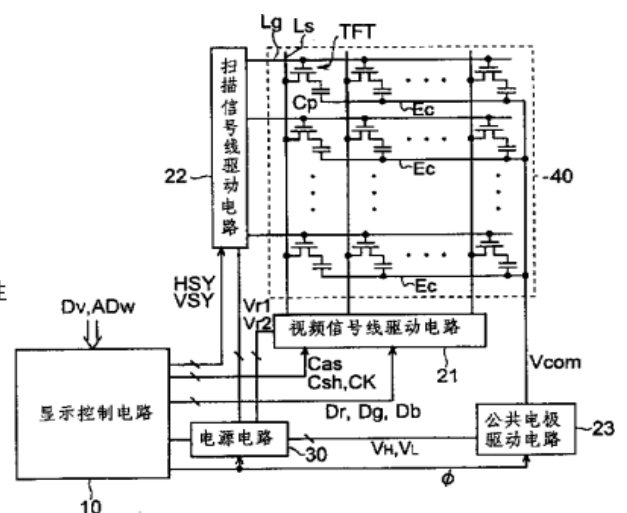 Lg Ls TFT
扫描信号线驱动电路
22
Cp
Ec
Ec
40
Ec
HSY
VSY
Dv,ADw
Vr1
Vr2
视频信号线驱动电路
21
Vcom
Cas
Csh,CK
Dr, Dg, Db
显示控制电路
10
电源电路
30
VH,VL
公共电极
驱动电路
23
ϕ